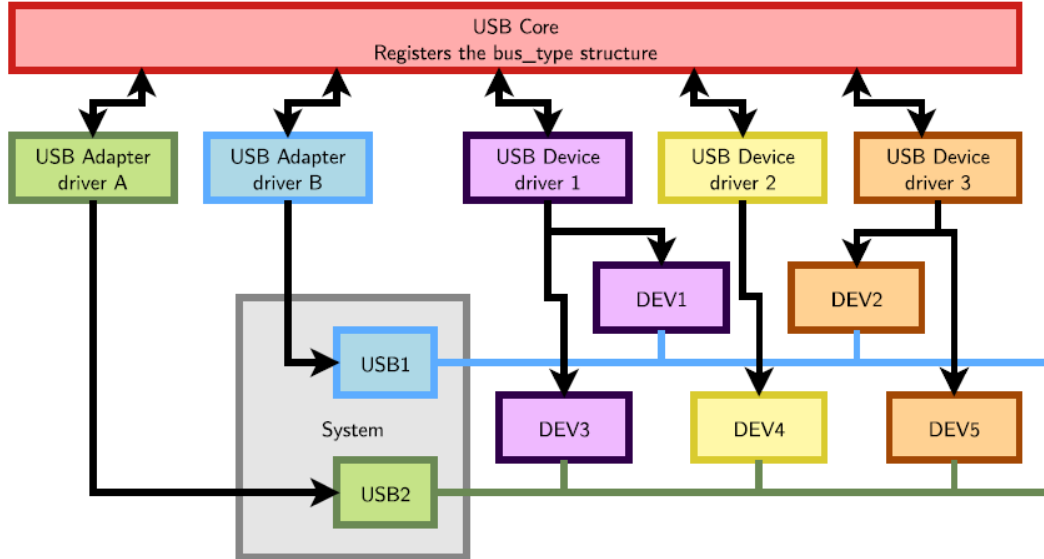 USB Core
Registers the bus_type structure
USB Adapter
driver A
USB Adapter
driver B
USB Device
driver 1
USB Device
driver 2
USB Device
driver 3
DEV1
DEV2
USB1
System
DEV3
DEV4
DEV5
USB2